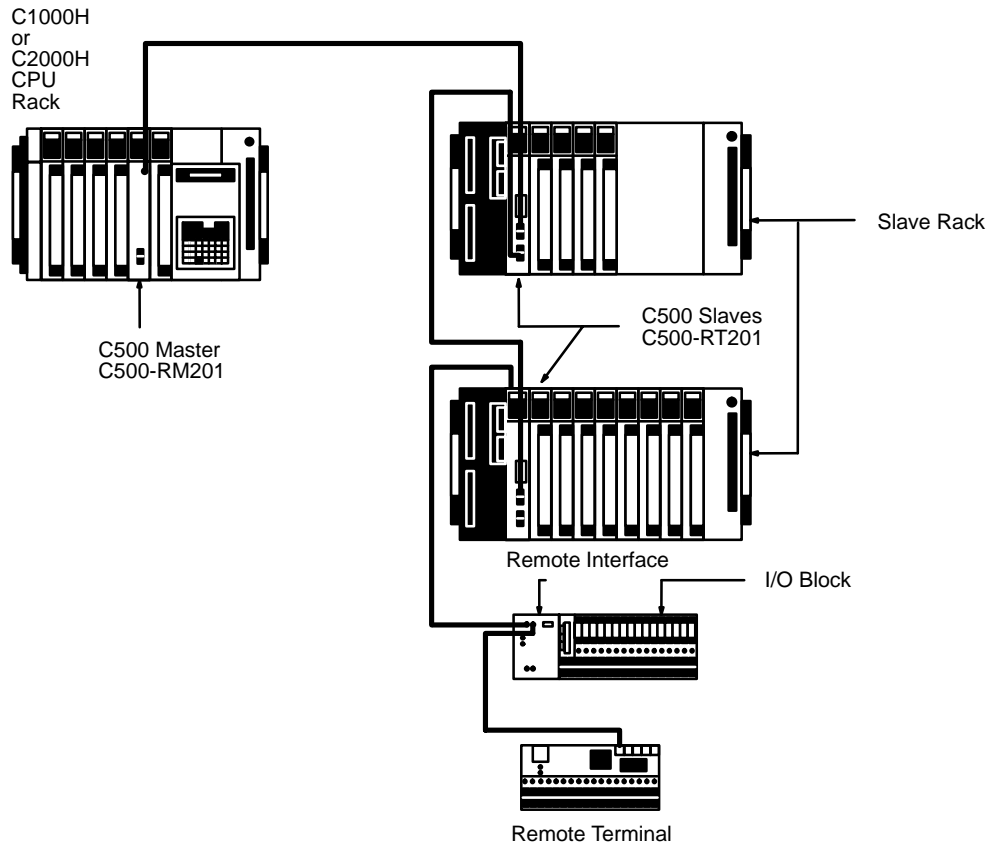 C1000H
or
C2000H
CPU
Rack
Slave Rack
C500 Slaves
C500-RT201
C500 Master
C500-RM201
Remote Interface
I/O Block
Remote Terminal